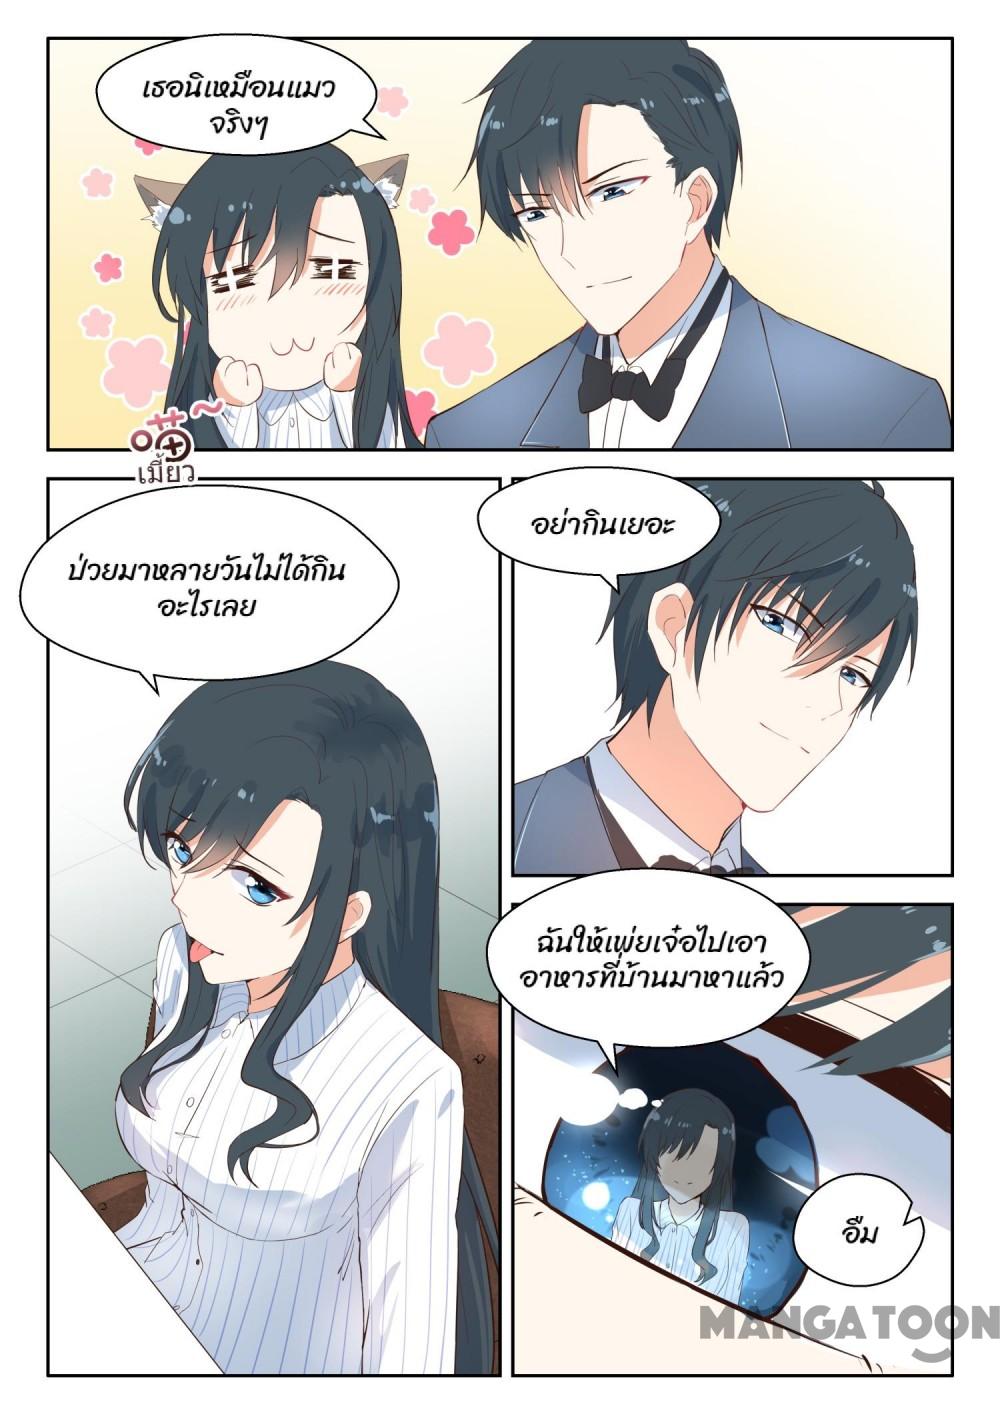 เธอนิเหมือนแมว
จริงๆ
喵~
เมี้ยว
ป่วยมาหลายวันไม่ได้กิน
อะไรเลย
อย่ากินเยอะ
ฉันให้เพ่ยเจ๋อไปเอา
อาหารที่บ้านมาหาแล้ว
อืม
MANGATOON